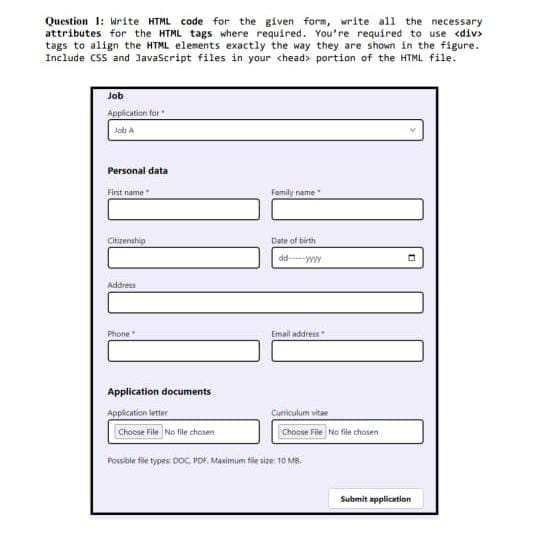 Question 1: Write HTML code for the given form, write all the necessary
attributes for the HTML tags where required. You're required to use <div>
tags to align the HTML elements exactly the way they are shown in the figure.
Include CSS and JavaScript files in your <head> portion of the HTML file.
Job
Application for *
Job A
Personal data
First name * Family name *
Citizenship Date of birth
dd-----yyyy
Address
Phone * Email address *
Application documents
Application letter Curriculum vitae
Choose File No file chosen Choose File No file chosen
Possible file types: DOC, PDF. Maximum file size: 10 MB.
Submit application